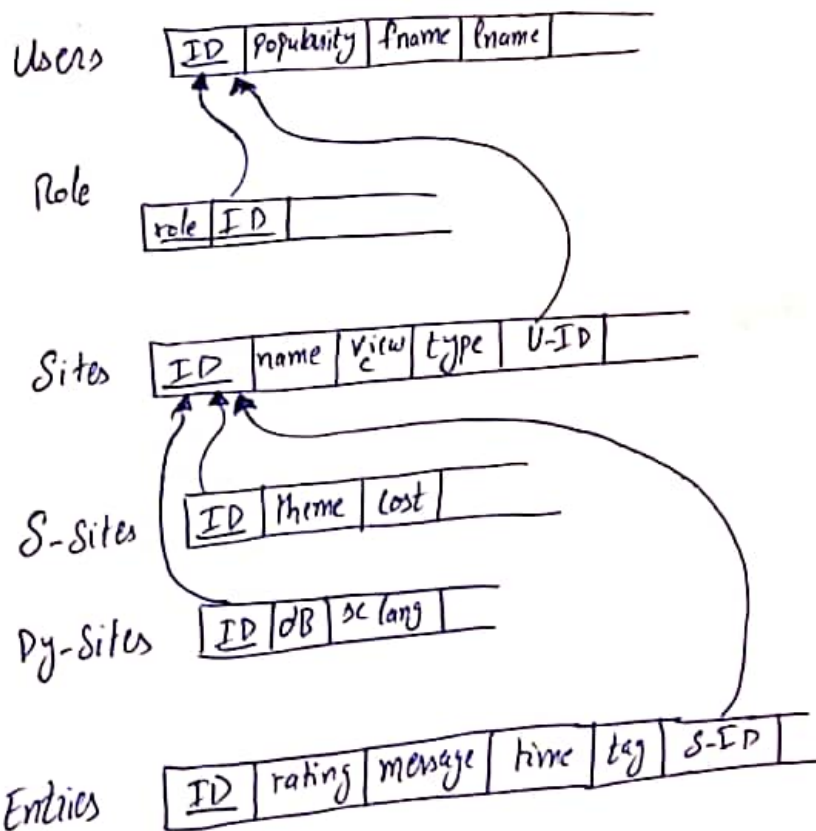 Users ID popularity fname lname
Role
role ID
Sites ID name view c type U-ID
S-Sites ID theme cost
Dy-Sites ID dB sc lang
Entries ID rating message time tag S-ID